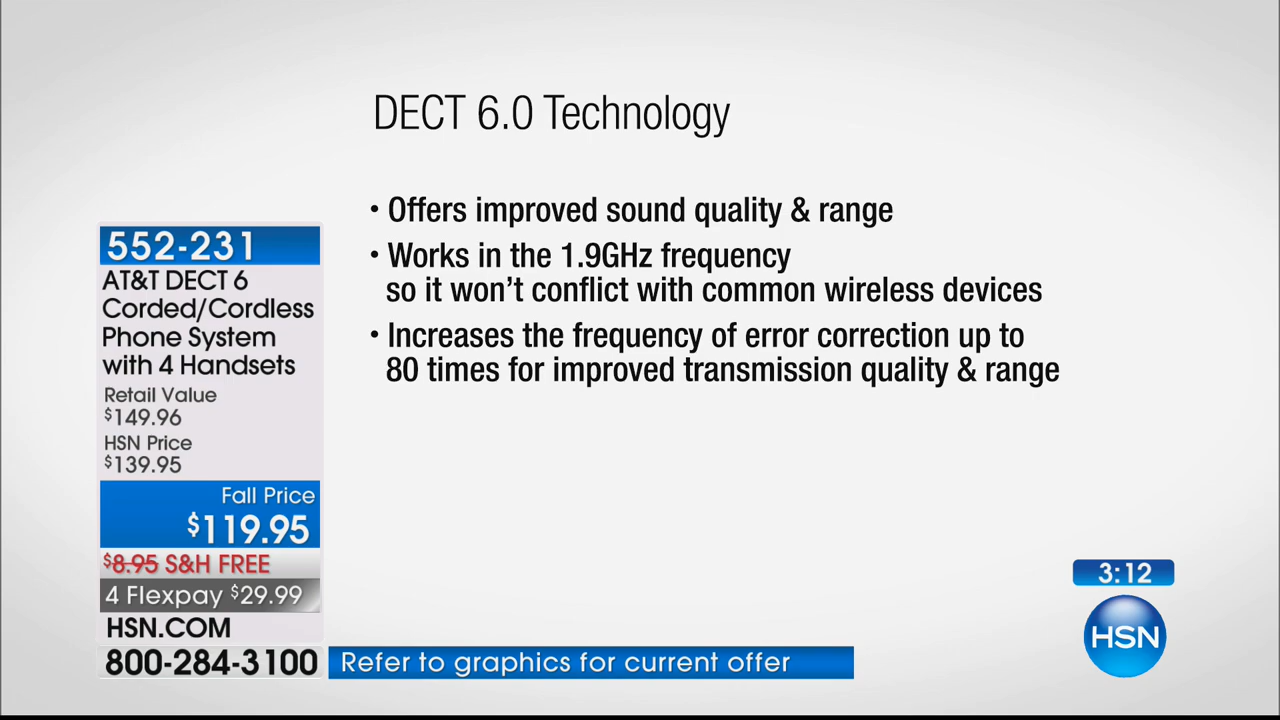 DECT 6.0 Technology
• Offers improved sound quality & range
• Works in the 1.9GHz frequency
so it won't conflict with common wireless devices
• Increases the frequency of error correction up to
80 times for improved transmission quality & range
552-231
AT&T DECT 6
Corded/Cordless
Phone System
with 4 Handsets
Retail Value
$149.96
HSN Price
$139.95
Fall Price
$119.95
$8.95 S&H FREE
4 Flexpay $29.99
HSN.COM
800-284-3100
Refer to graphics for current offer
3:12
HSN